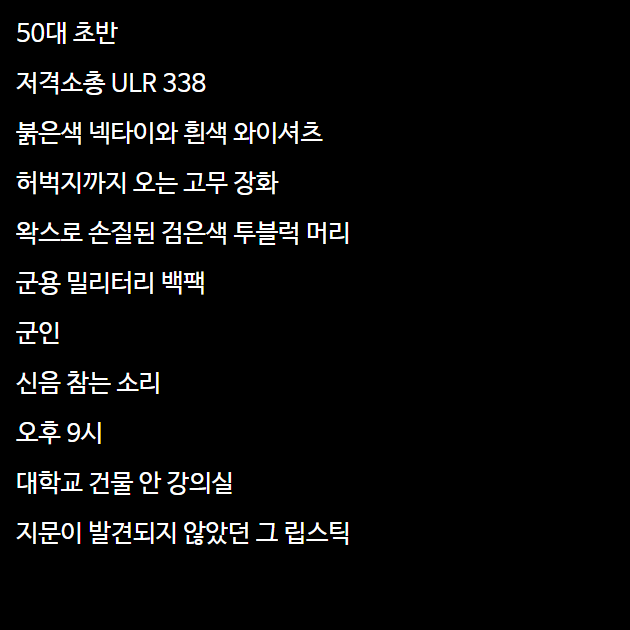 50대 초반
저격소총 ULR 338
붉은색 넥타이와 흰색 와이셔츠
허벅지까지 오는 고무 장화
왁스로 손질된 검은색 투블럭 머리
군용 밀리터리 백팩
군인
신음 참는 소리
오후 9시
대학교 건물 안 강의실
지문이 발견되지 않았던 그 립스틱